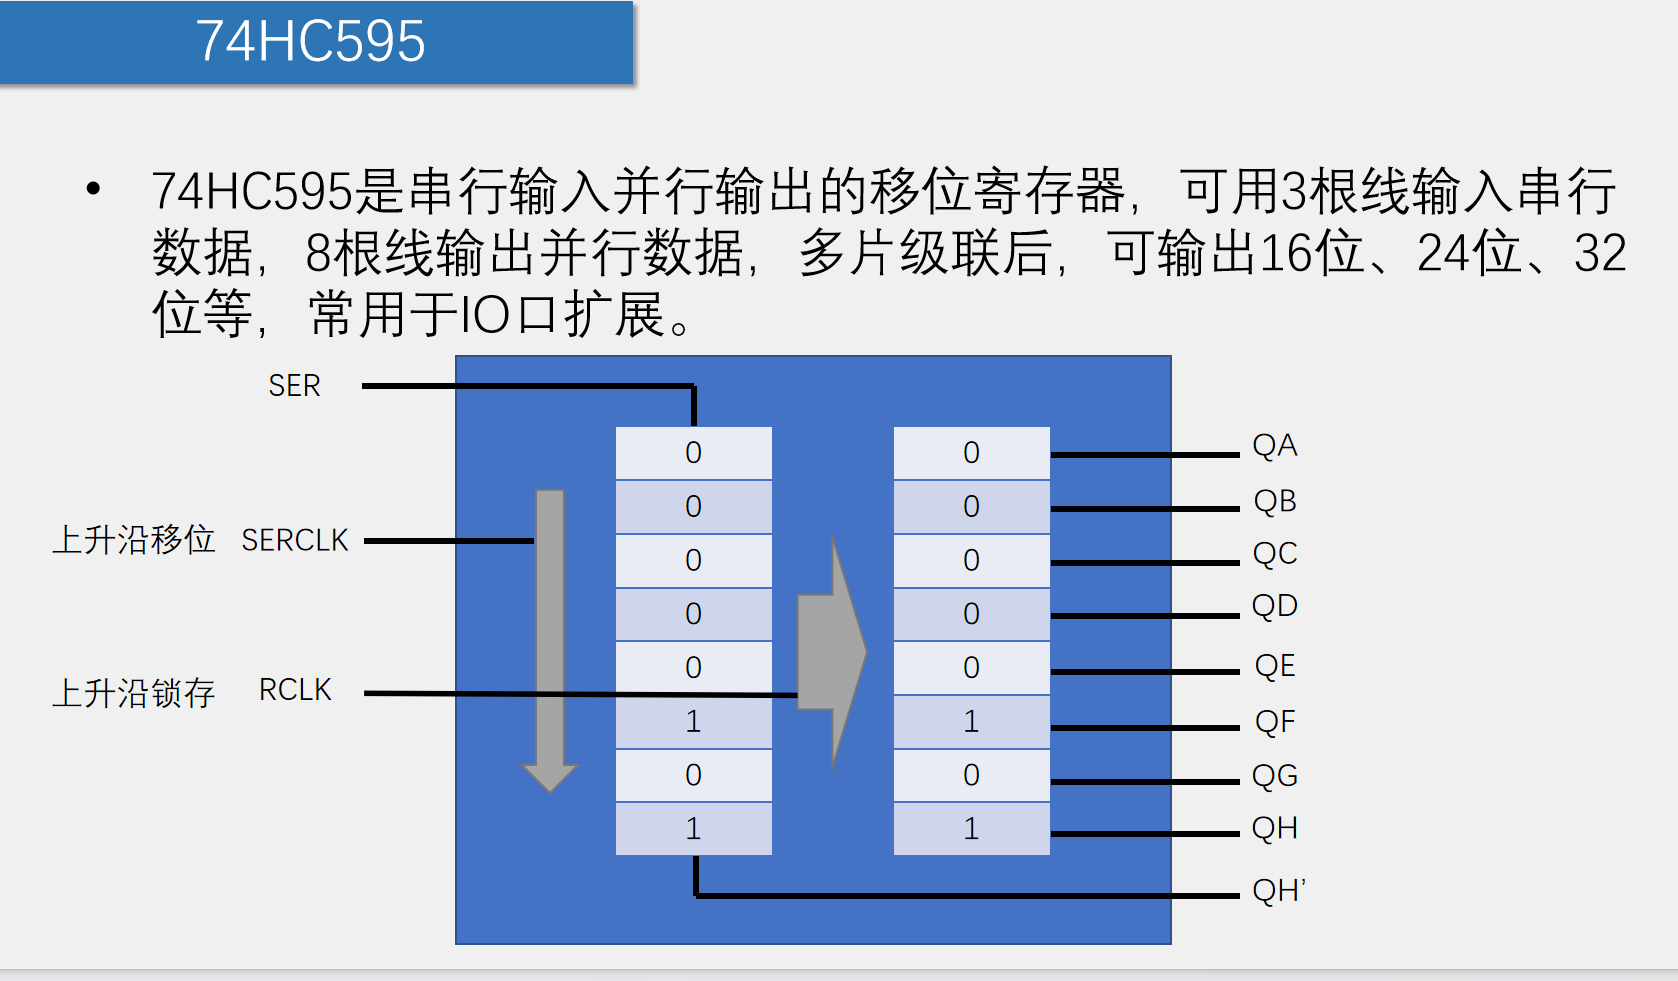 74HC595
• 74HC595是串行输入并行输出的移位寄存器，可用3根线输入串行
数据，8根线输出并行数据，多片级联后，可输出16位、24位、32
位等，常用于IO口扩展。
SER
0 0 QA
0 0 QB
上升沿移位 SERCLK
0 0 QC
0 0 QD
0 0 QE
上升沿锁存 RCLK
1 1 QF
0 0 QG
1 1 QH
QH’